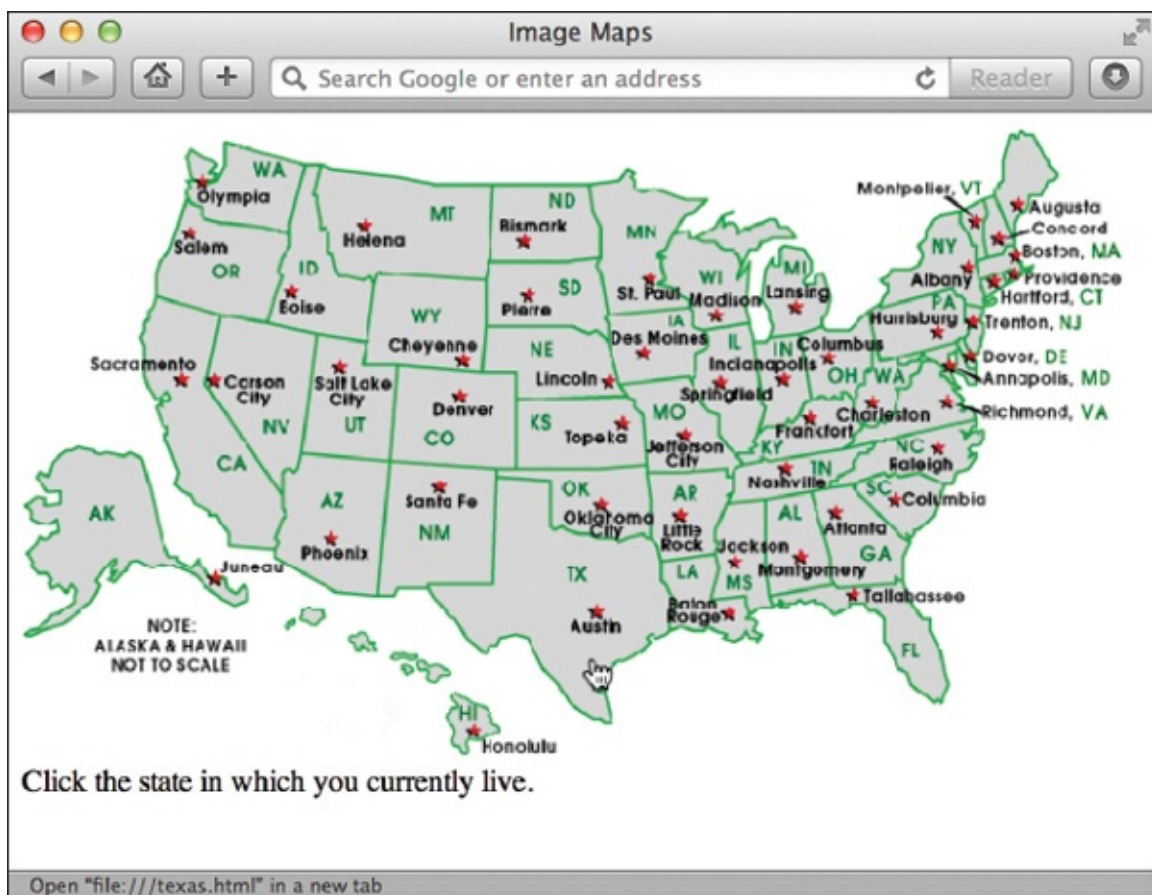 Image Maps
Search Google or enter an address
Reader
WA
Olympia
MT
Helena
ND
Bismark
MN
St. Paul
Salem
OR
ID
Boise
WY
Cheyenne
SD
Pierre
WI
Madison
MI
Lansing
Montpelier, VT
Augusta
Concord
Boston, MA
Providence
Hartford, CT
NY
Albany
PA
Harrisburg
Trenton, NJ
Dover, DE
Annapolis, MD
Richmond, VA
Sacramento
Carson
City
NV
CA
Salt Lake
City
UT
Denver
CO
NE
Lincoln
KS
Topeka
IA
Des Moines
IL
Springfield
IN
Indicanapolis
Columbus
OH
WA
Charleston
MO
Jefferson
City
KY
Frankfort
Nashville
TN
NC
Raleigh
SC
Columbia
AZ
Phoenix
Santa Fe
NM
OK
Oklahoma
City
AR
Little
Rock
Jackson
MS
AL
Montgomery
Atlanta
GA
TX
Austin
LA
Baton
Rouge
Tallabassee
FL
AK
Juneau
NOTE:
ALASKA & HAWAII
NOT TO SCALE
HI
Honolulu
Click the state in which you currently live.
Open "file:///texas.html" in a new tab